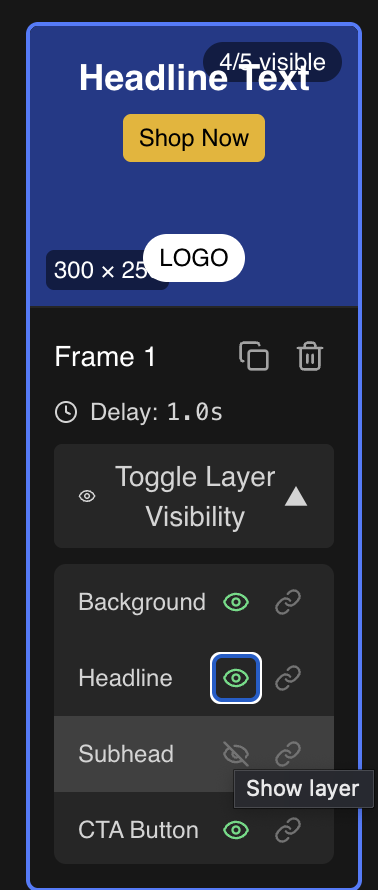 4/5 visible
Headline Text
Shop Now
LOGO
300 × 25
Frame 1
Delay: 1.0s
Toggle Layer
Visibility
Background
Headline
Subhead
Show layer
CTA Button